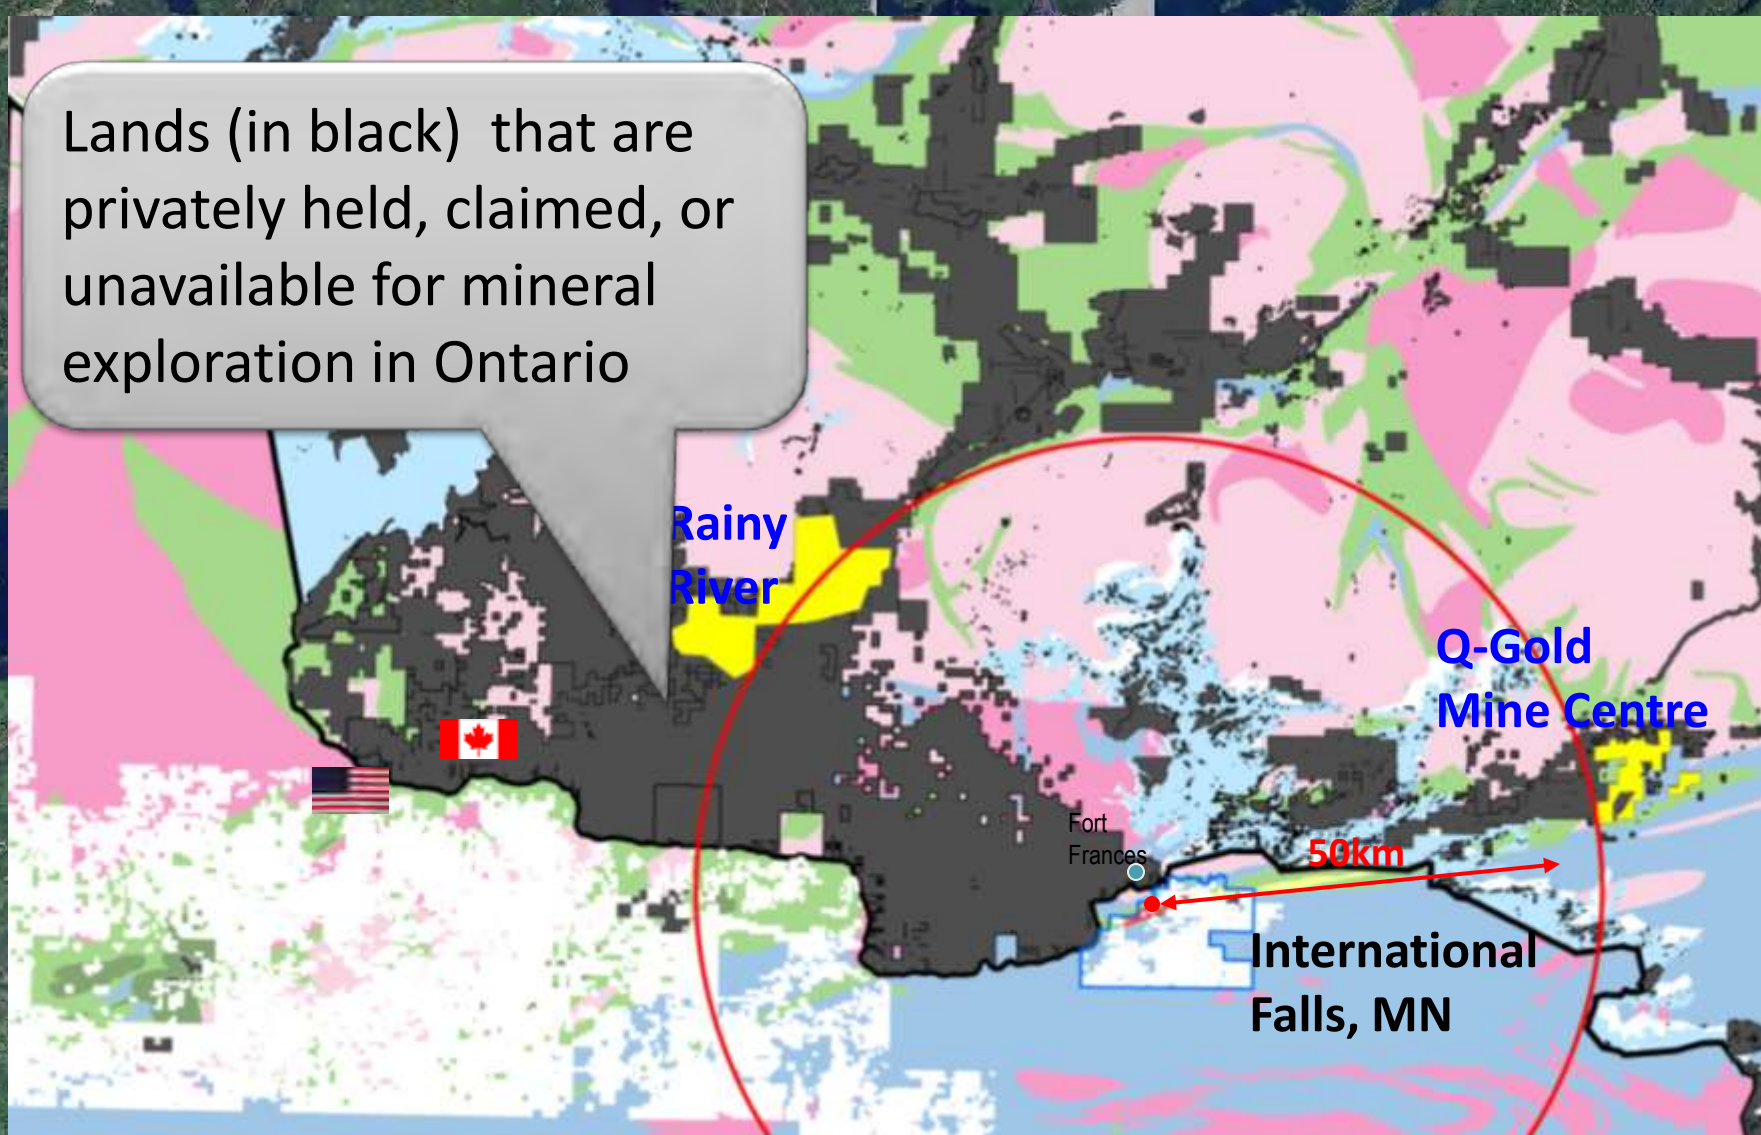 Lands (in black)  that are
privately held, claimed, or
unavailable for mineral
exploration in Ontario
Rainy
River
Q-Gold
Mine Centre
Fort
Frances
50km
International
Falls, MN